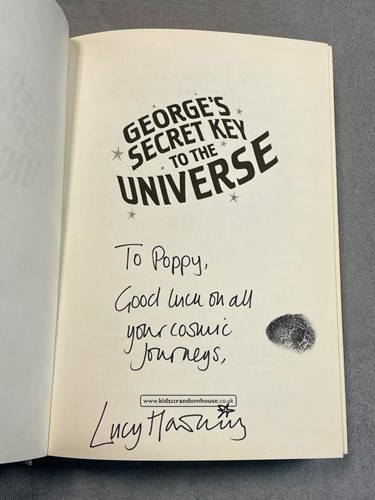 GEORGE'S
SECRET KEY
TO THE
UNIVERSE
To Poppy,
Good luck on all
your cosmic
Journeys,
www.kidsatrandomhouse.co.uk
Lucy Hawking